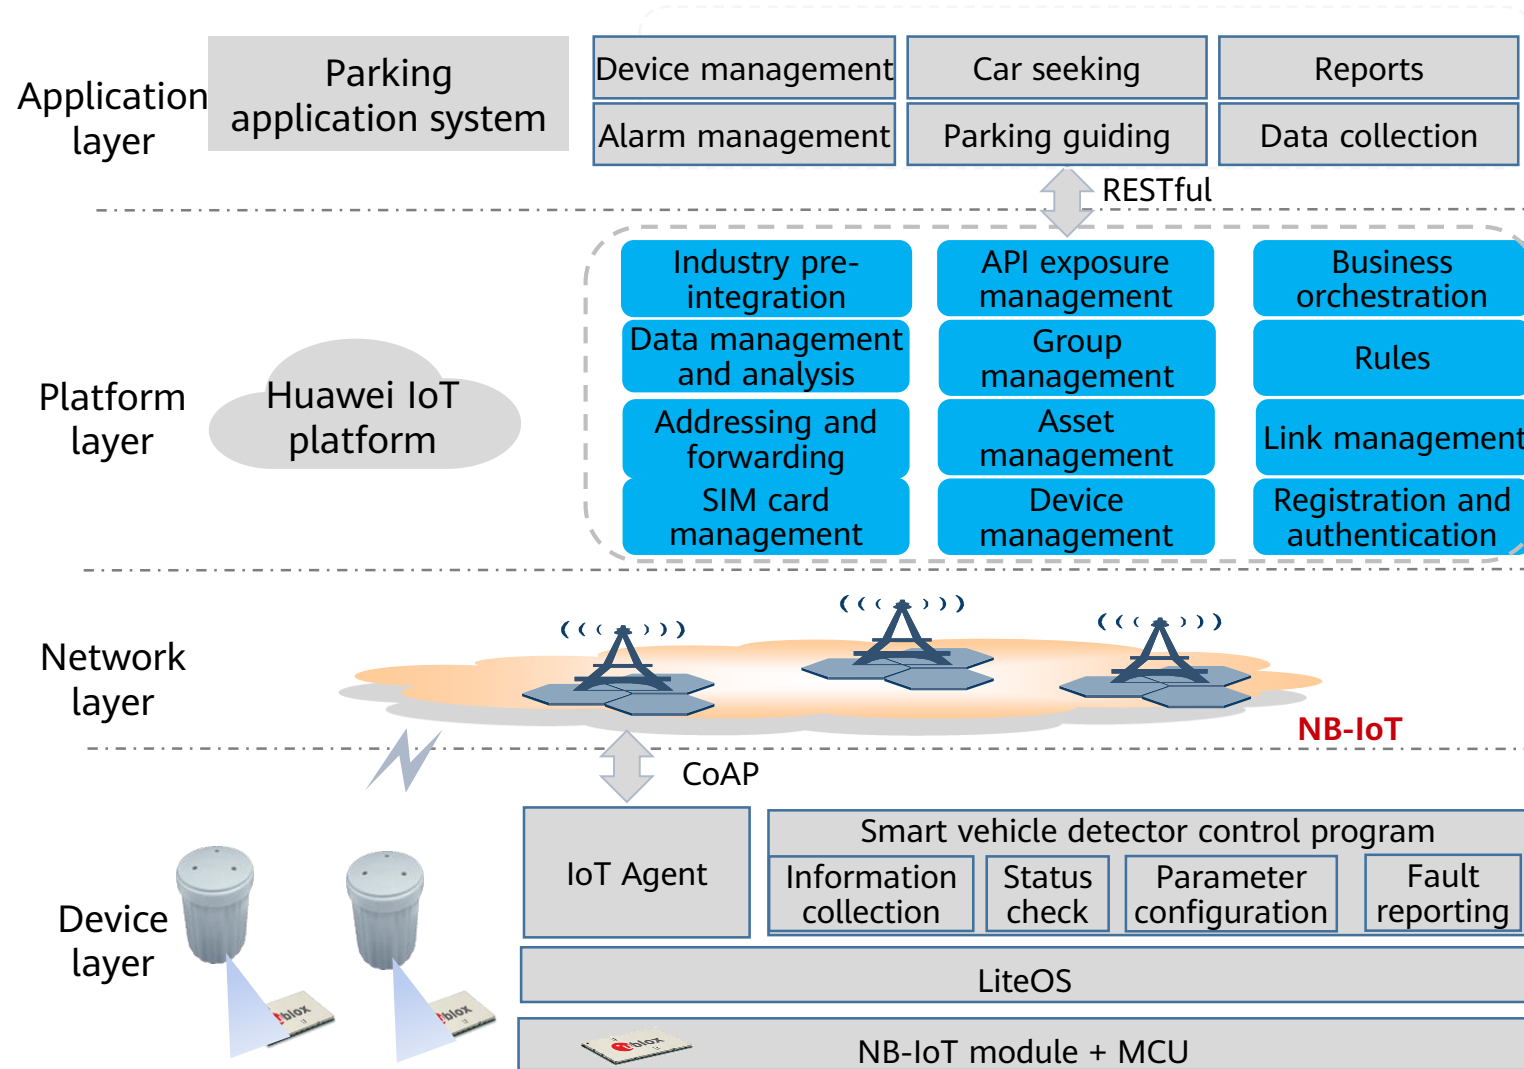 Application
layer
Parking
application system
Device management
Car seeking
Reports
Alarm management
Parking guiding
Data collection
RESTful
Platform
layer
Huawei IoT
platform
Industry pre-
integration
API exposure
management
Business
orchestration
Data management
and analysis
Group
management
Rules
Addressing and
forwarding
Asset
management
Link management
SIM card
management
Device
management
Registration and
authentication
Network
layer
NB-IoT
CoAP
Device
layer
IoT Agent
Smart vehicle detector control program
Information
collection
Status
check
Parameter
configuration
Fault
reporting
LiteOS
blox
blox
blox
NB-IoT module + MCU